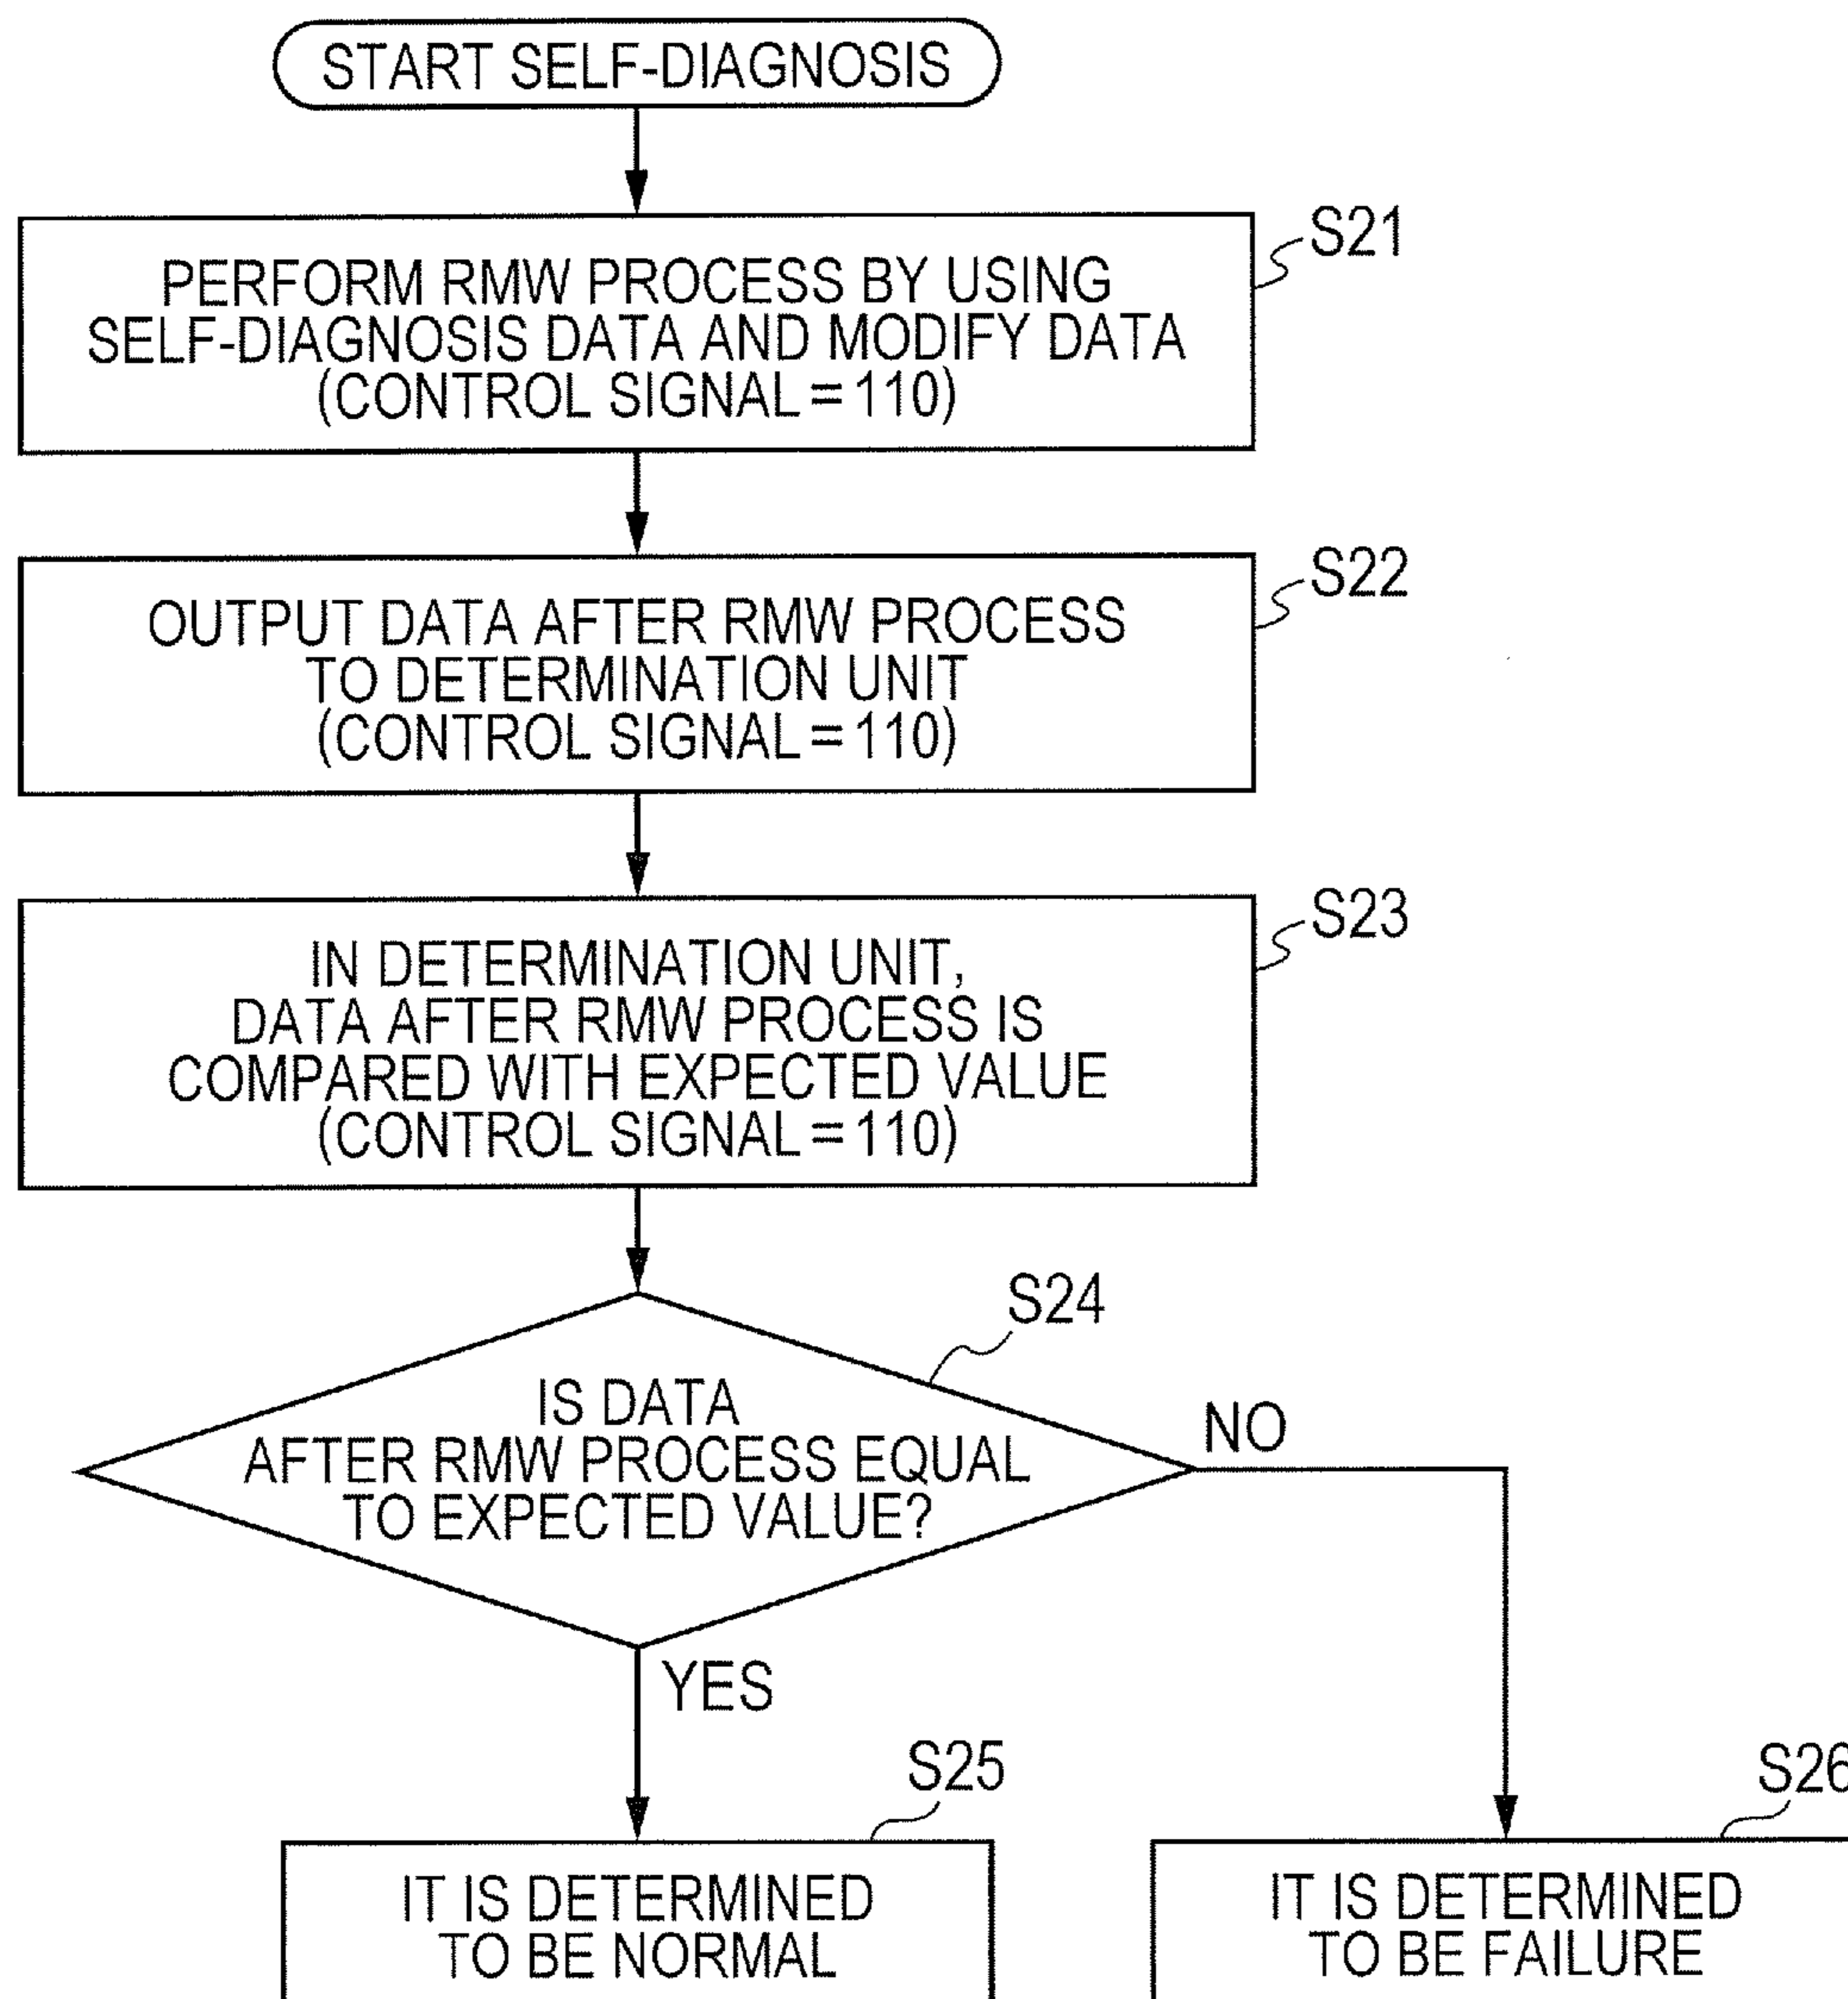 START SELF-DIAGNOSIS
S21
PERFORM RMW PROCESS BY USING
SELF-DIAGNOSIS DATA AND MODIFY DATA
(CONTROL SIGNAL = 110)
S22
OUTPUT DATA AFTER RMW PROCESS
TO DETERMINATION UNIT
(CONTROL SIGNAL = 110)
S23
IN DETERMINATION UNIT,
DATA AFTER RMW PROCESS IS
COMPARED WITH EXPECTED VALUE
(CONTROL SIGNAL = 110)
S24
IS DATA
AFTER RMW PROCESS EQUAL
TO EXPECTED VALUE?
NO
YES
S25
IT IS DETERMINED
TO BE NORMAL
S26
IT IS DETERMINED
TO BE FAILURE